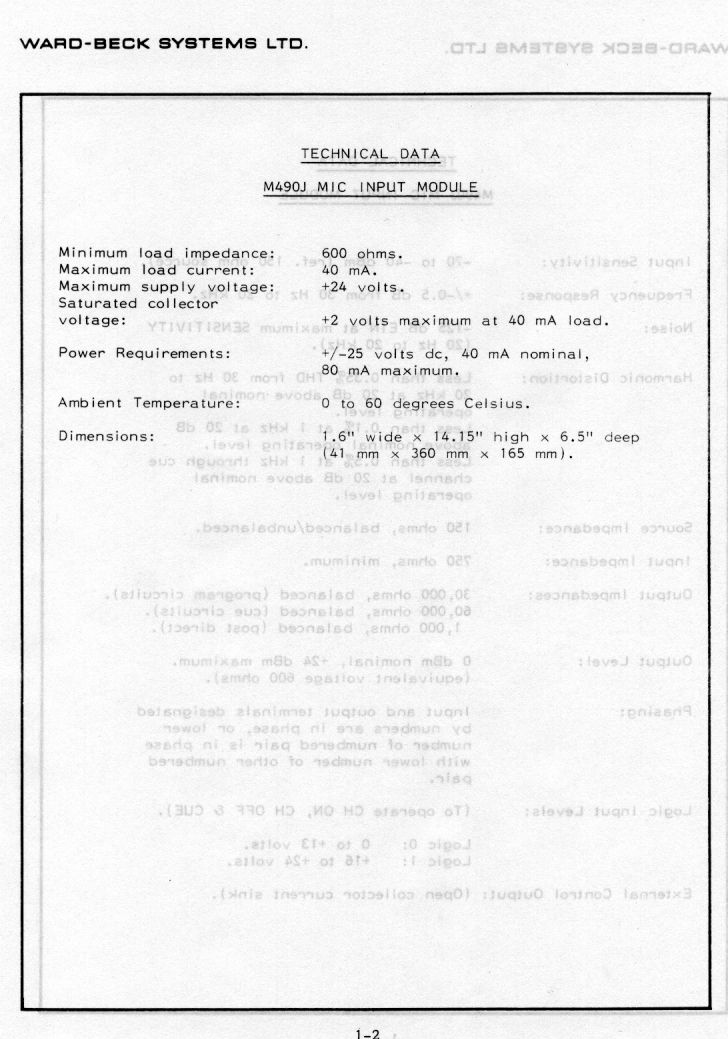 WARD-BECK SYSTEMS LTD.
TECHNICAL DATA
M490J MIC INPUT MODULE
Minimum load impedance: 600 ohms.
Maximum load current: 40 mA.
Maximum supply voltage: +24 volts.
Saturated collector
voltage: +2 volts maximum at 40 mA load.
Power Requirements: +/-25 volts dc, 40 mA nominal,
80 mA maximum.
Ambient Temperature: 0 to 60 degrees Celsius.
Dimensions: 1.6" wide x 14.15" high x 6.5" deep
(41 mm x 360 mm x 165 mm).
1-2